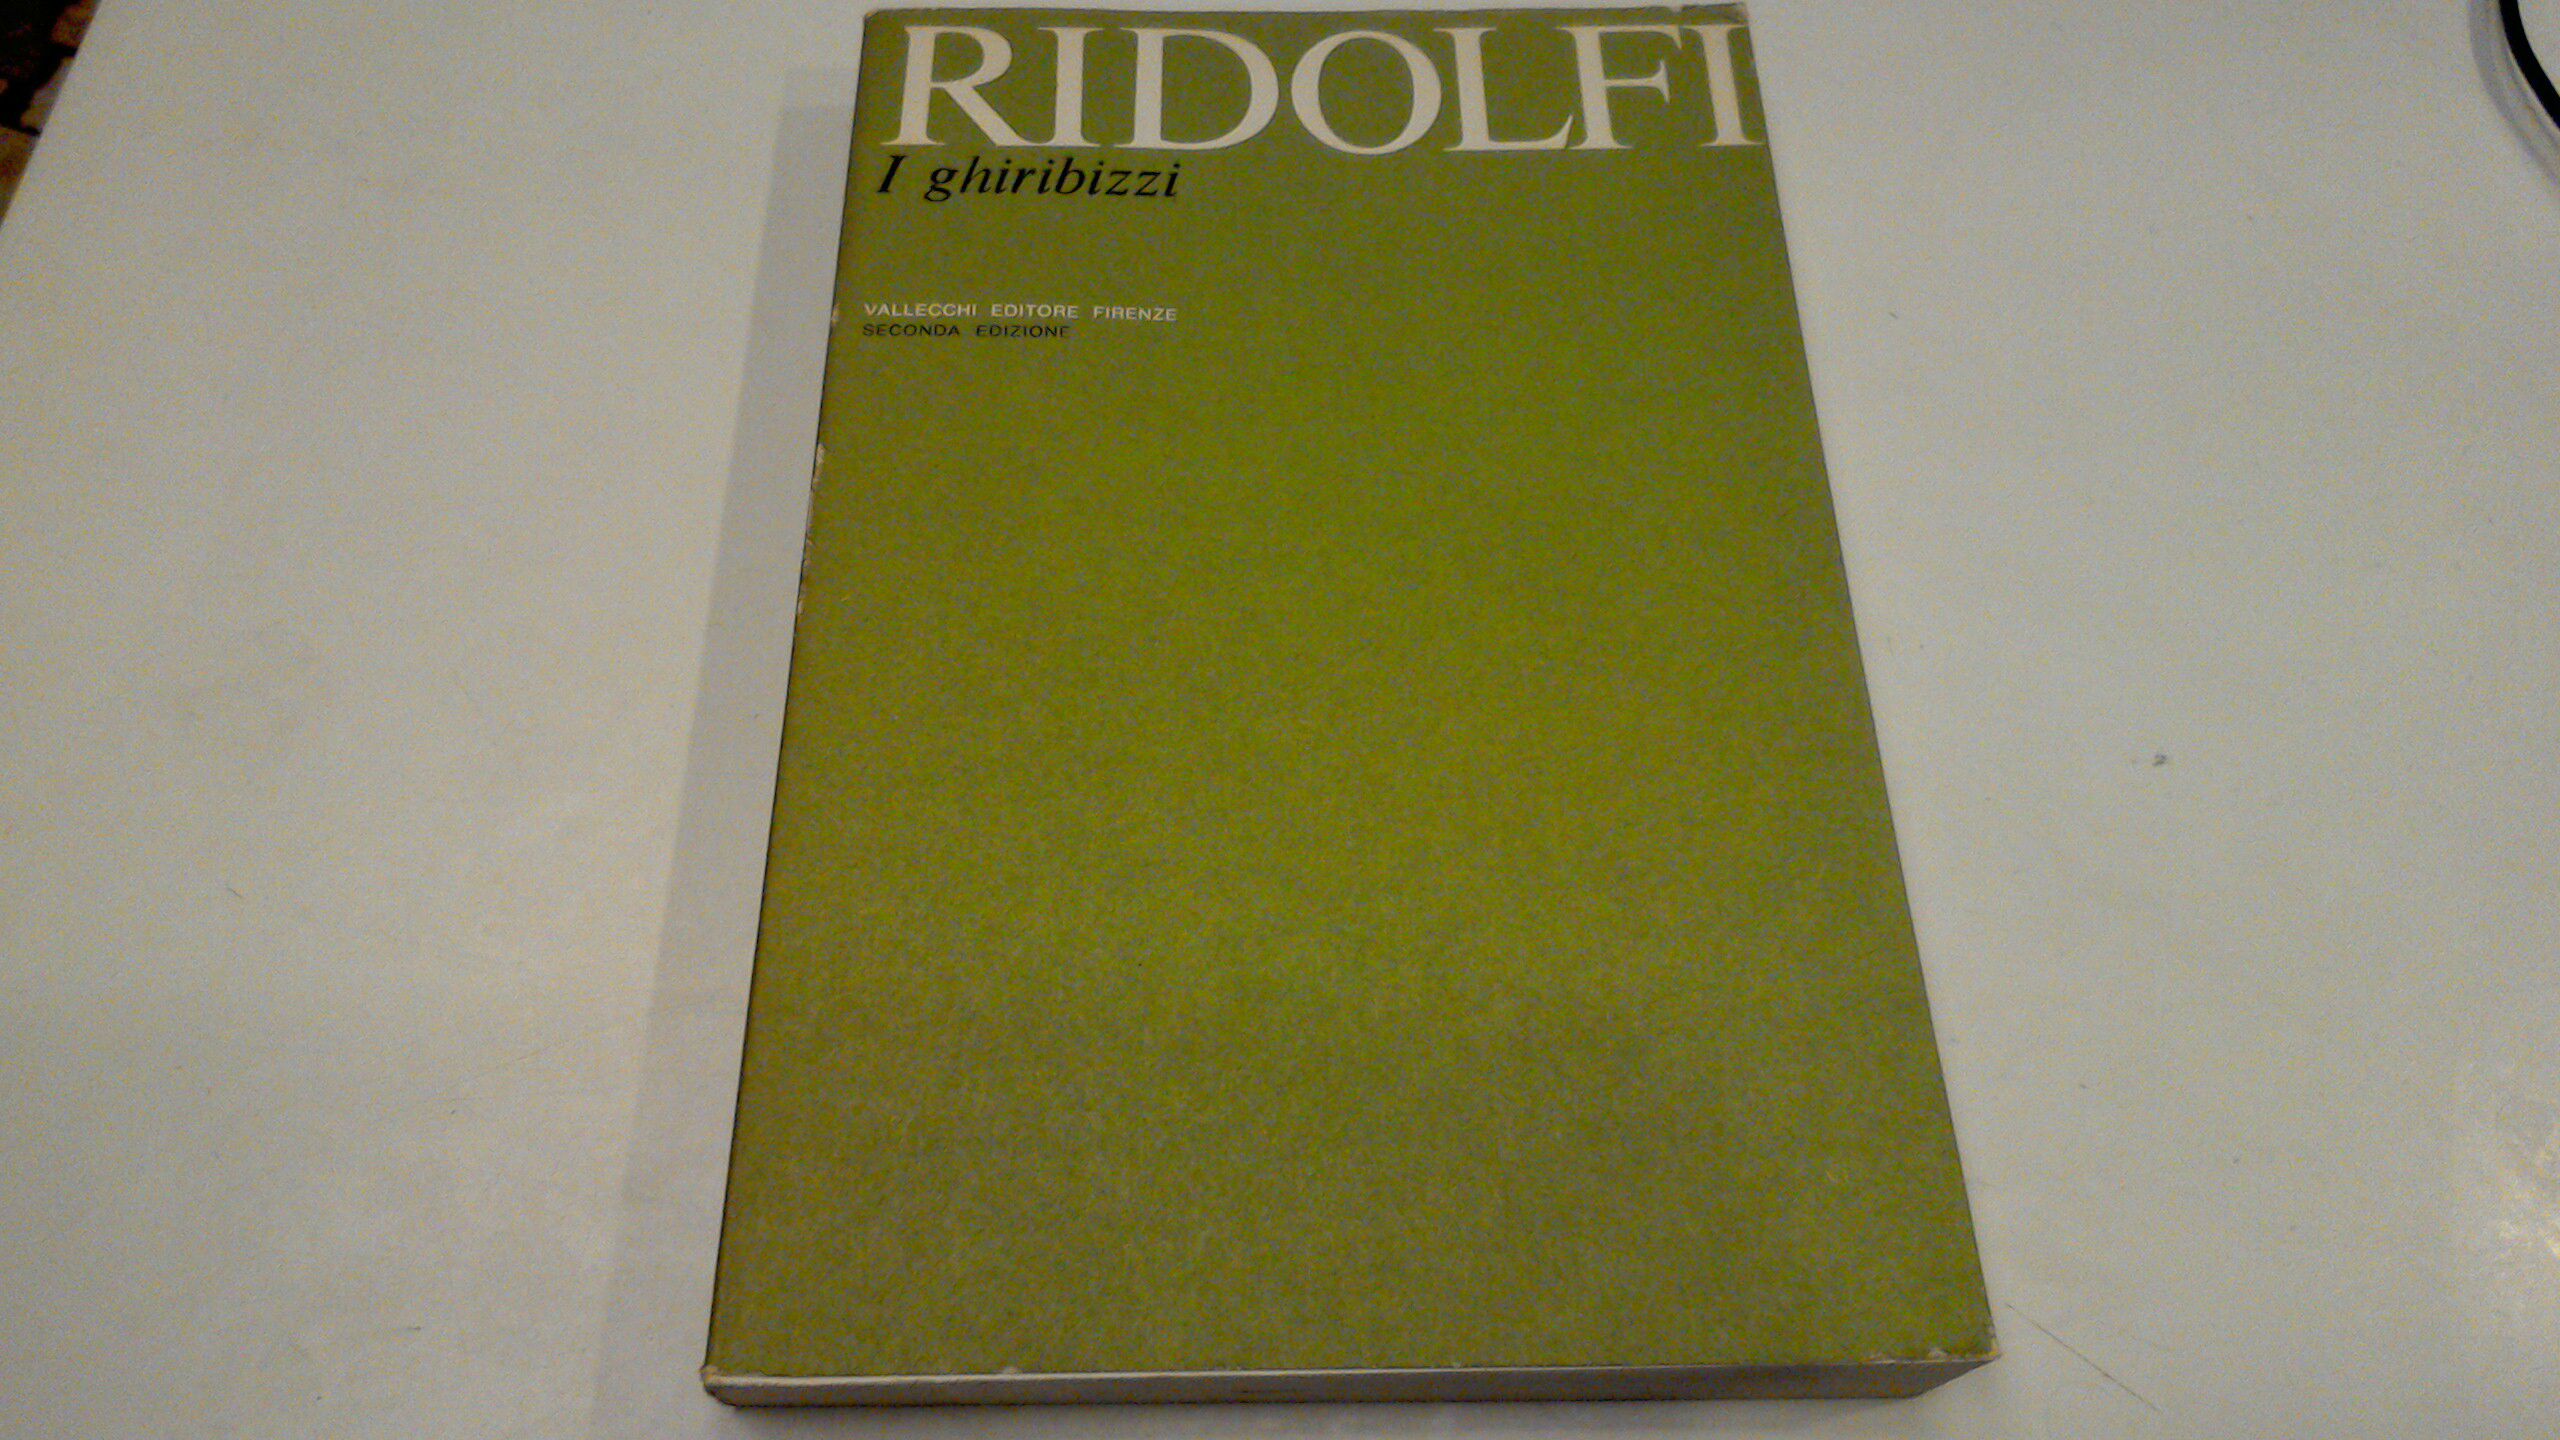 RIDOLFI
I ghiribizzi
VALLECCHI EDITORE FIRENZE
SECONDA EDIZIONE